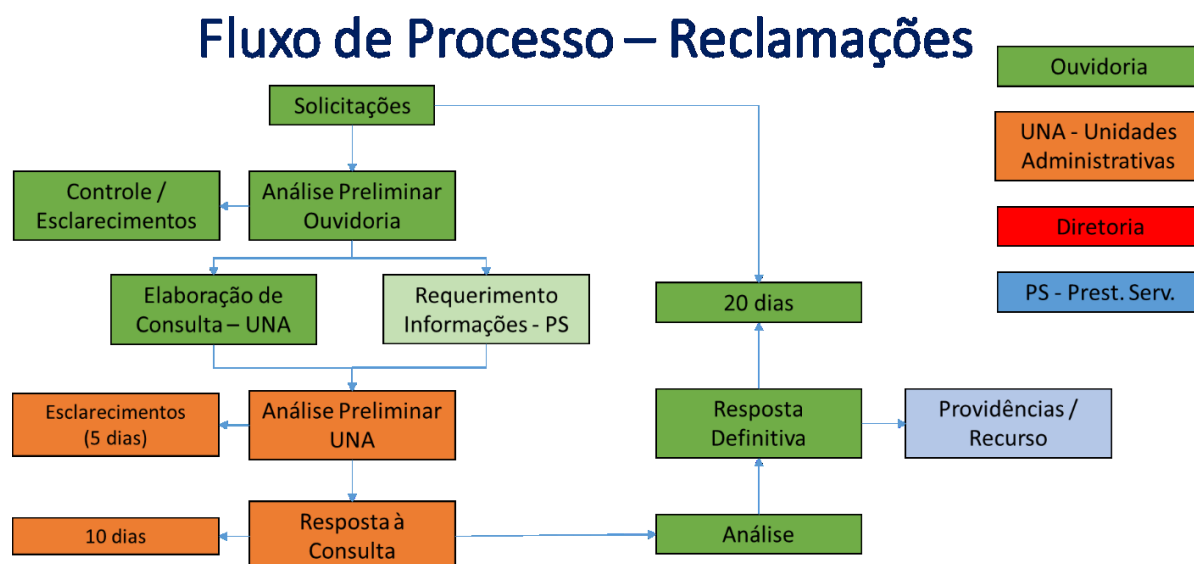 Fluxo de Processo – Reclamações
Ouvidoria
UNA - Unidades
Administrativas
Diretoria
PS - Prest. Serv.
Solicitações
Controle /
Esclarecimentos
Análise Preliminar
Ouvidoria
Elaboração de
Consulta – UNA
Requerimento
Informações - PS
20 dias
Esclarecimentos
(5 dias)
Análise Preliminar
UNA
Resposta
Definitiva
Providências /
Recurso
10 dias
Resposta à
Consulta
Análise